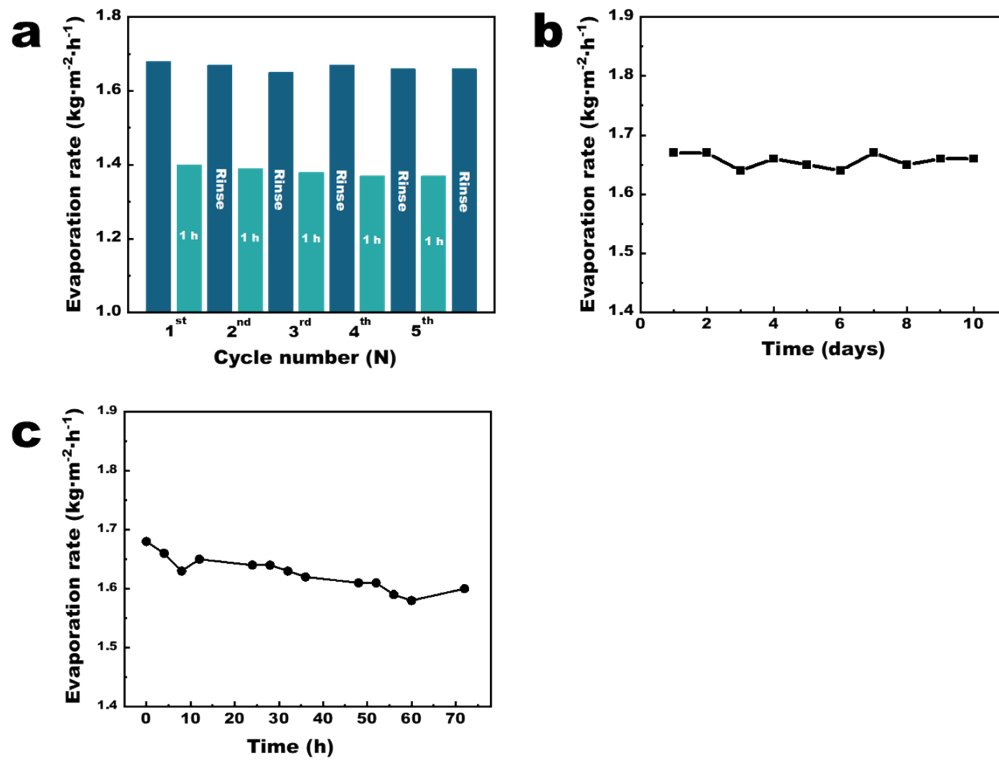 a
Evaporation rate (kg·m⁻²·h⁻¹)
1.8
1.6
1.4
1.2
1.0
1 h
Rinse
1 h
Rinse
1 h
Rinse
1 h
Rinse
1 h
Rinse
1ˢᵗ 2ⁿᵈ 3ʳᵈ 4ᵗʰ 5ᵗʰ
Cycle number (N)
b
Evaporation rate (kg·m⁻²·h⁻¹)
1.9
1.8
1.7
1.6
1.5
1.4
0 2 4 6 8 10
Time (days)
c
Evaporation rate (kg·m⁻²·h⁻¹)
1.9
1.8
1.7
1.6
1.5
1.4
0 10 20 30 40 50 60 70
Time (h)